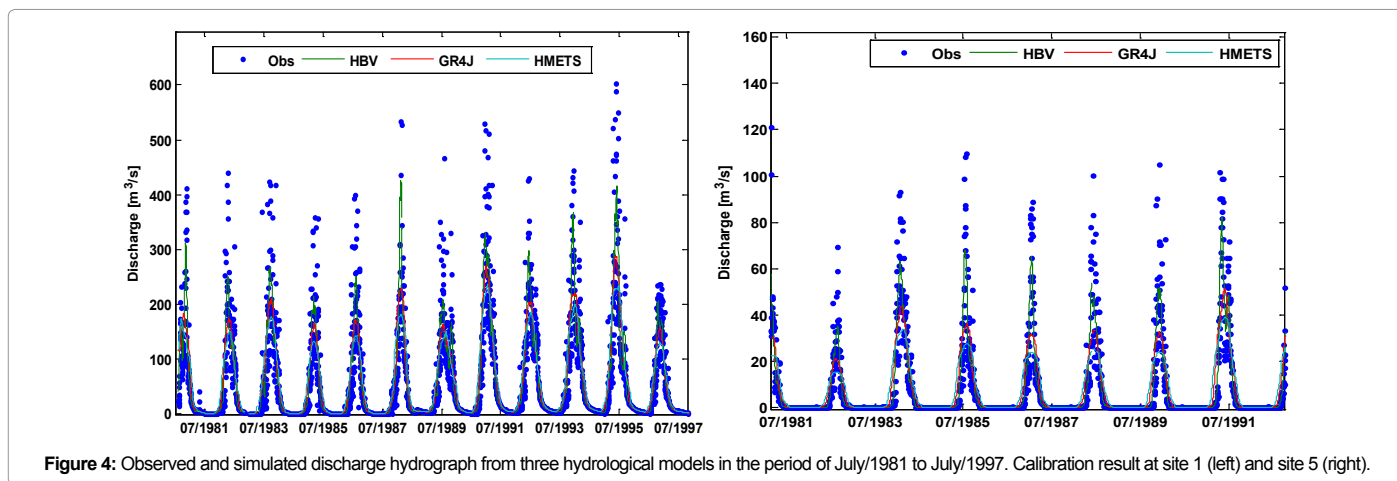 Obs HBV GR4J HMETS
600
500
400
300
200
100
0
Discharge [m³/s]
07/1981 07/1983 07/1985 07/1987 07/1989 07/1991 07/1993 07/1995 07/1997
Obs HBV GR4J HMETS
160
140
120
100
80
60
40
20
0
Discharge [m³/s]
07/1981 07/1983 07/1985 07/1987 07/1989 07/1991
Figure 4: Observed and simulated discharge hydrograph from three hydrological models in the period of July/1981 to July/1997. Calibration result at site 1 (left) and site 5 (right).